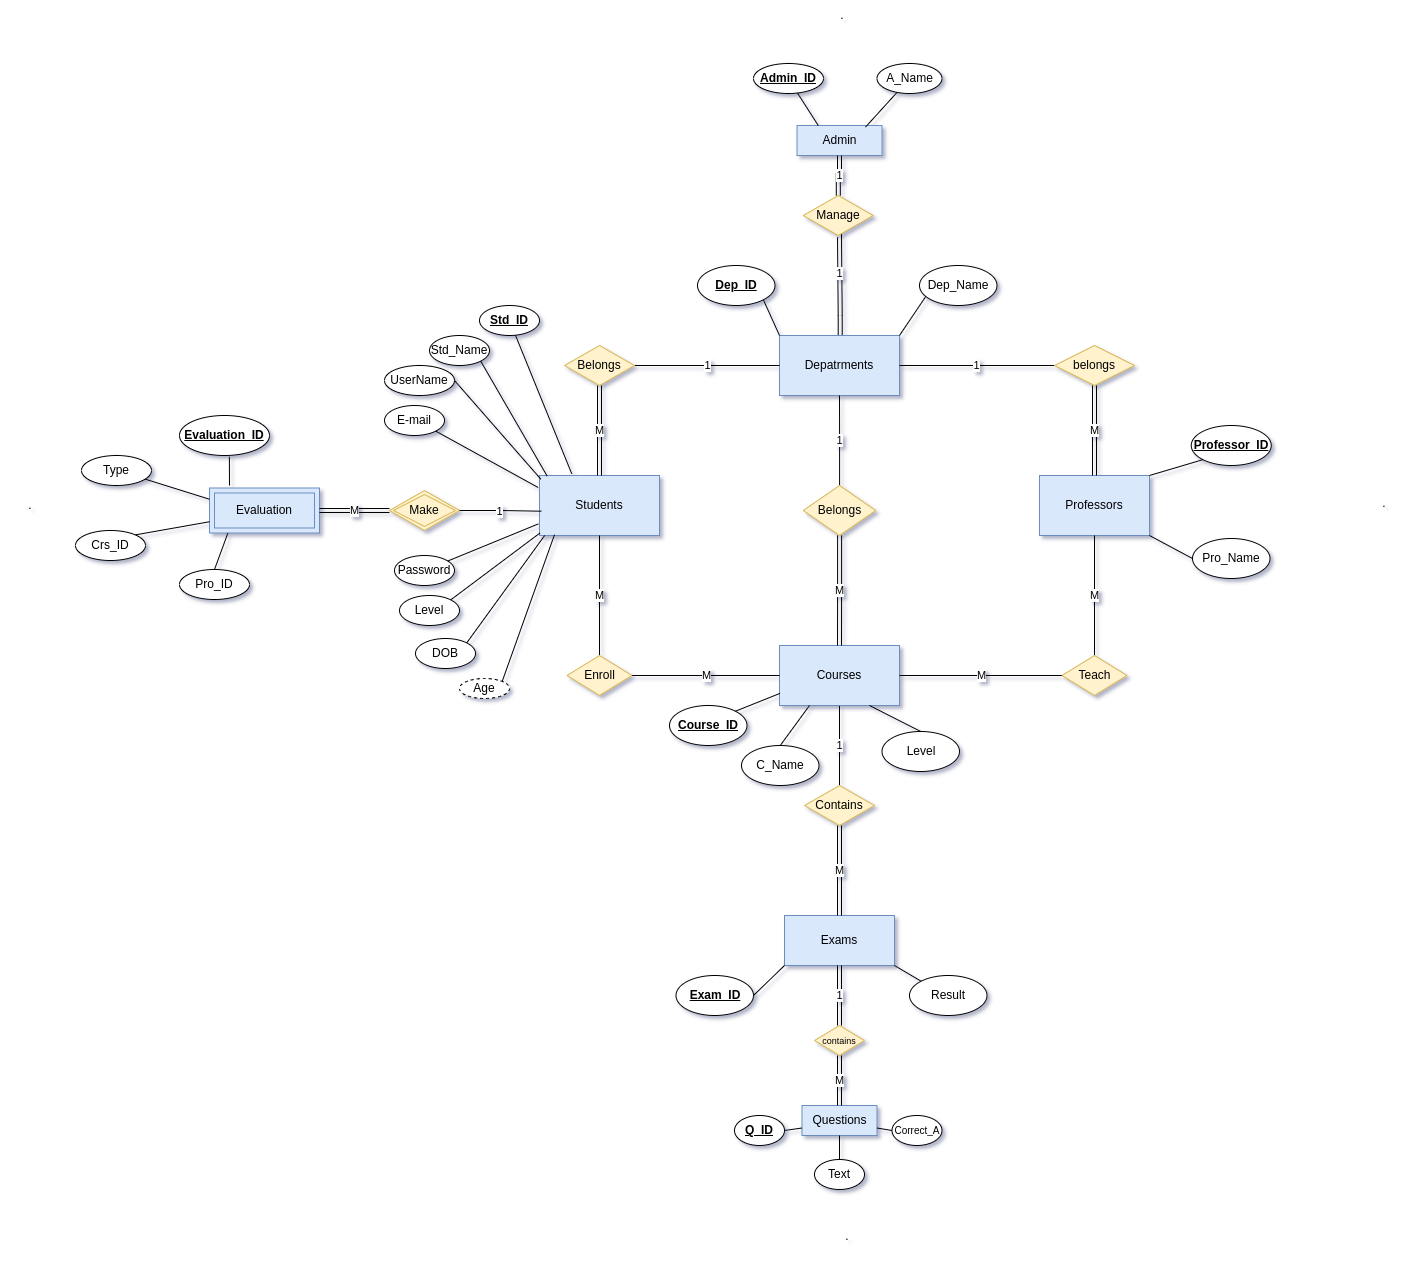 Admin_ID
A_Name
Admin
1
Manage
1
Dep_ID
Dep_Name
Std_ID
Std_Name
UserName
E-mail
Belongs
1
Depatrments
1
belongs
M
1
M
Evaluation_ID
Type
Professor_ID
Evaluation
M
Make
1
Students
Belongs
Professors
Crs_ID
Pro_ID
Password
Level
DOB
Age
M
M
M
Pro_Name
Enroll
M
Courses
M
Teach
Course_ID
C_Name
1
Level
Contains
M
Exams
Exam_ID
1
Result
contains
M
Questions
Q_ID
Correct_A
Text